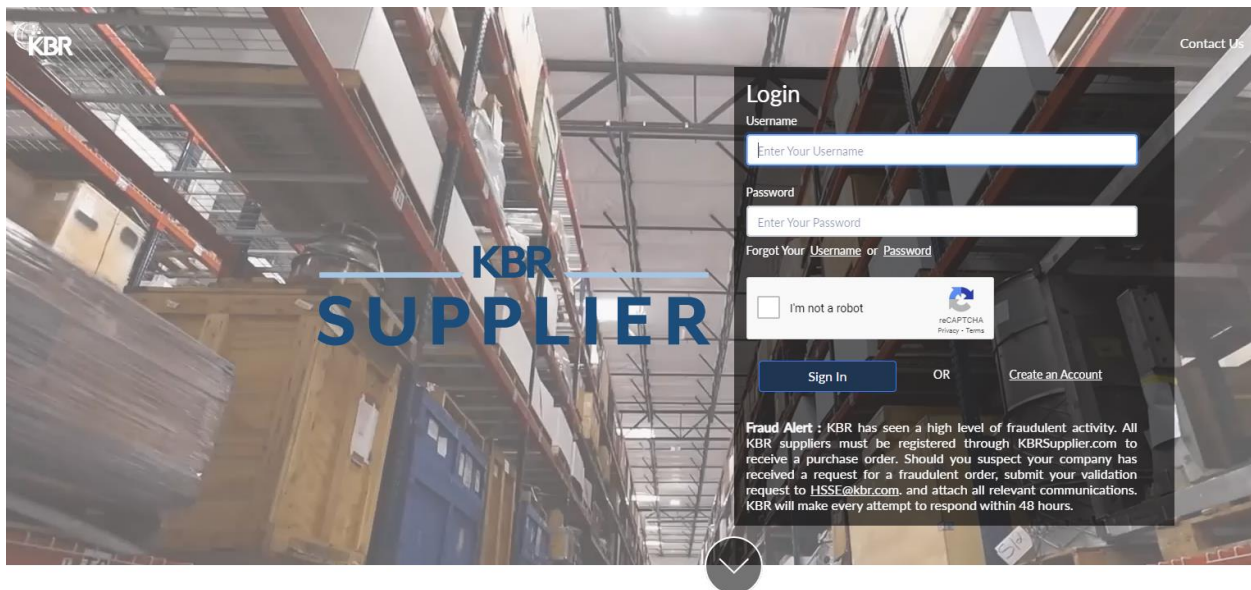 KBR
Contact Us
Login
Username
Enter Your Username
Password
Enter Your Password
Forgot Your Username or Password
I'm not a robot
reCAPTCHA
Privacy - Terms
Sign In
OR
Create an Account
KBR
SUPPLIER
Fraud Alert : KBR has seen a high level of fraudulent activity. All
KBR suppliers must be registered through KBRSupplier.com to
receive a purchase order. Should you suspect your company has
received a request for a fraudulent order, submit your validation
request to HSSE@kbr.com. and attach all relevant communications.
KBR will make every attempt to respond within 48 hours.